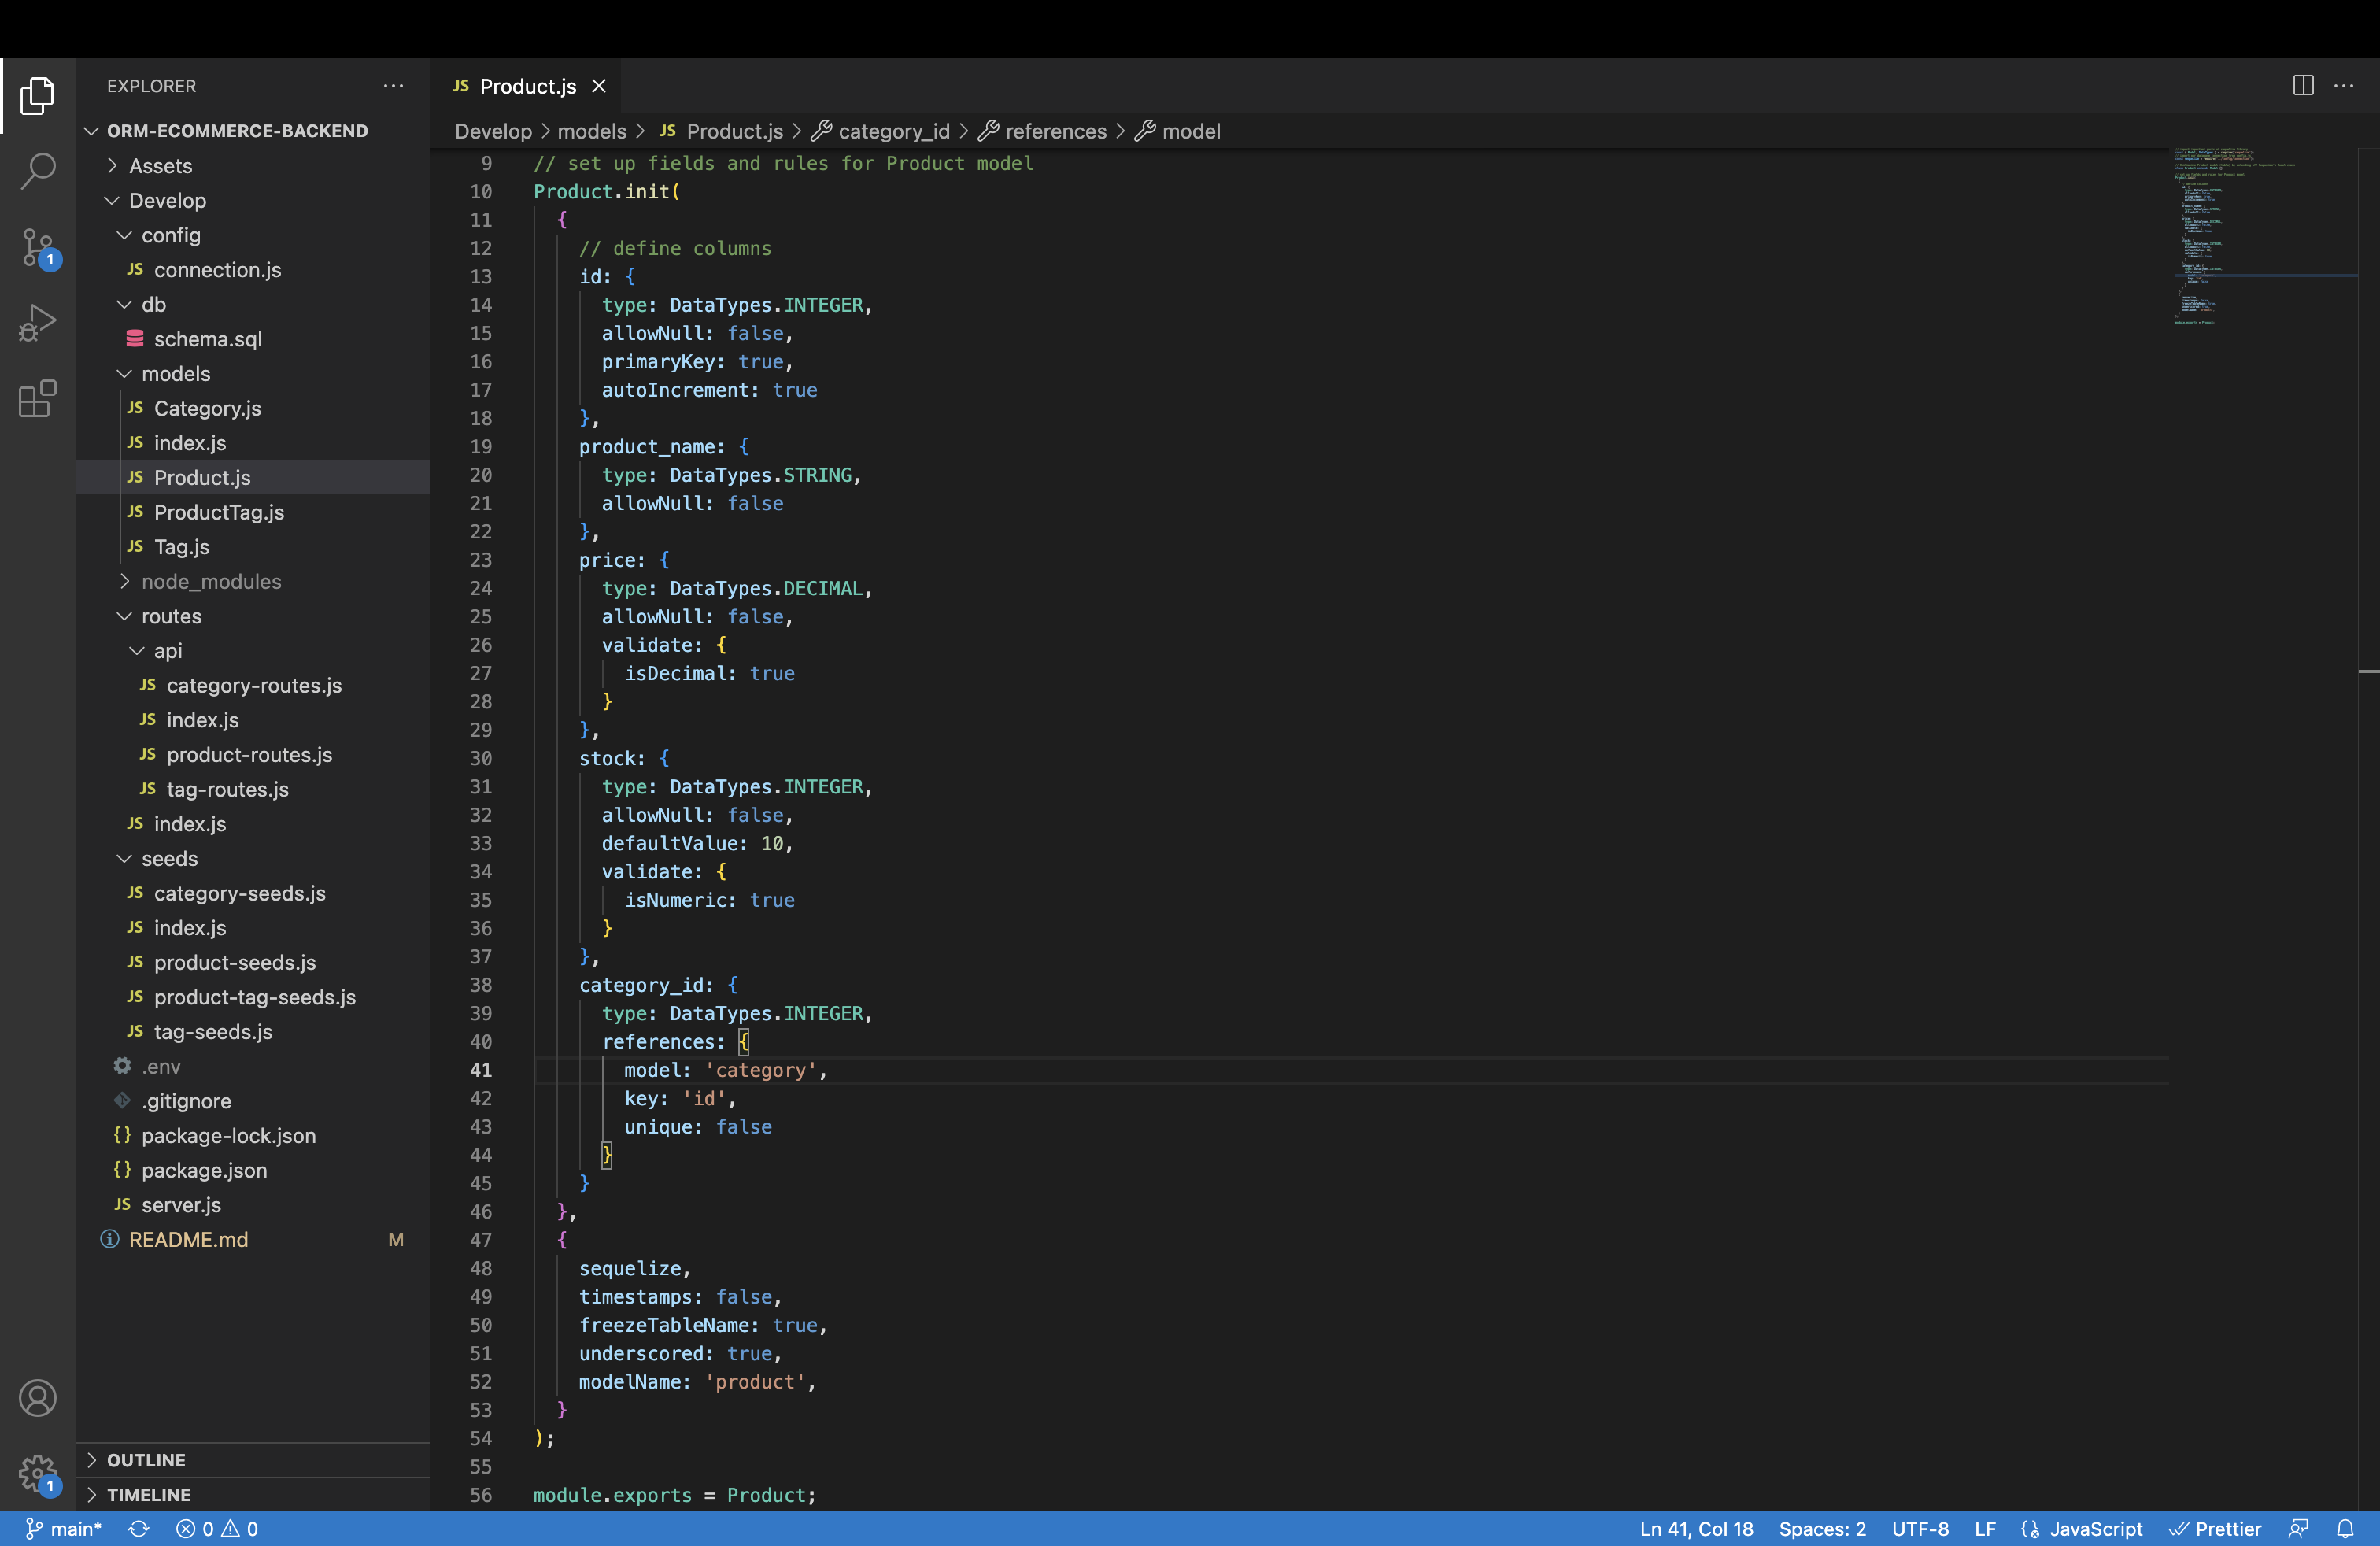 EXPLORER
ORM-ECOMMERCE-BACKEND
Assets
Develop
config
JS connection.js
db
schema.sql
models
JS Category.js
JS index.js
JS Product.js
JS ProductTag.js
JS Tag.js
node_modules
routes
api
JS category-routes.js
JS index.js
JS product-routes.js
JS tag-routes.js
JS index.js
seeds
JS category-seeds.js
JS index.js
JS product-seeds.js
JS product-tag-seeds.js
JS tag-seeds.js
.env
.gitignore
{} package-lock.json
{} package.json
JS server.js
README.md M
OUTLINE
TIMELINE
1
1
JS Product.js
Develop > models > JS Product.js > category_id > references > model
9 // set up fields and rules for Product model
10 Product.init(
11 {
12 // define columns
13 id: {
14 type: DataTypes.INTEGER,
15 allowNull: false,
16 primaryKey: true,
17 autoIncrement: true
18 },
19 product_name: {
20 type: DataTypes.STRING,
21 allowNull: false
22 },
23 price: {
24 type: DataTypes.DECIMAL,
25 allowNull: false,
26 validate: {
27 isDecimal: true
28 }
29 },
30 stock: {
31 type: DataTypes.INTEGER,
32 allowNull: false,
33 defaultValue: 10,
34 validate: {
35 isNumeric: true
36 }
37 },
38 category_id: {
39 type: DataTypes.INTEGER,
40 references: {
41 model: 'category',
42 key: 'id',
43 unique: false
44 }
45 }
46 },
47 {
48 sequelize,
49 timestamps: false,
50 freezeTableName: true,
51 underscored: true,
52 modelName: 'product',
53 }
54 );
55
56 module.exports = Product;
main* 0 0 Ln 41, Col 18 Spaces: 2 UTF-8 LF JavaScript Prettier